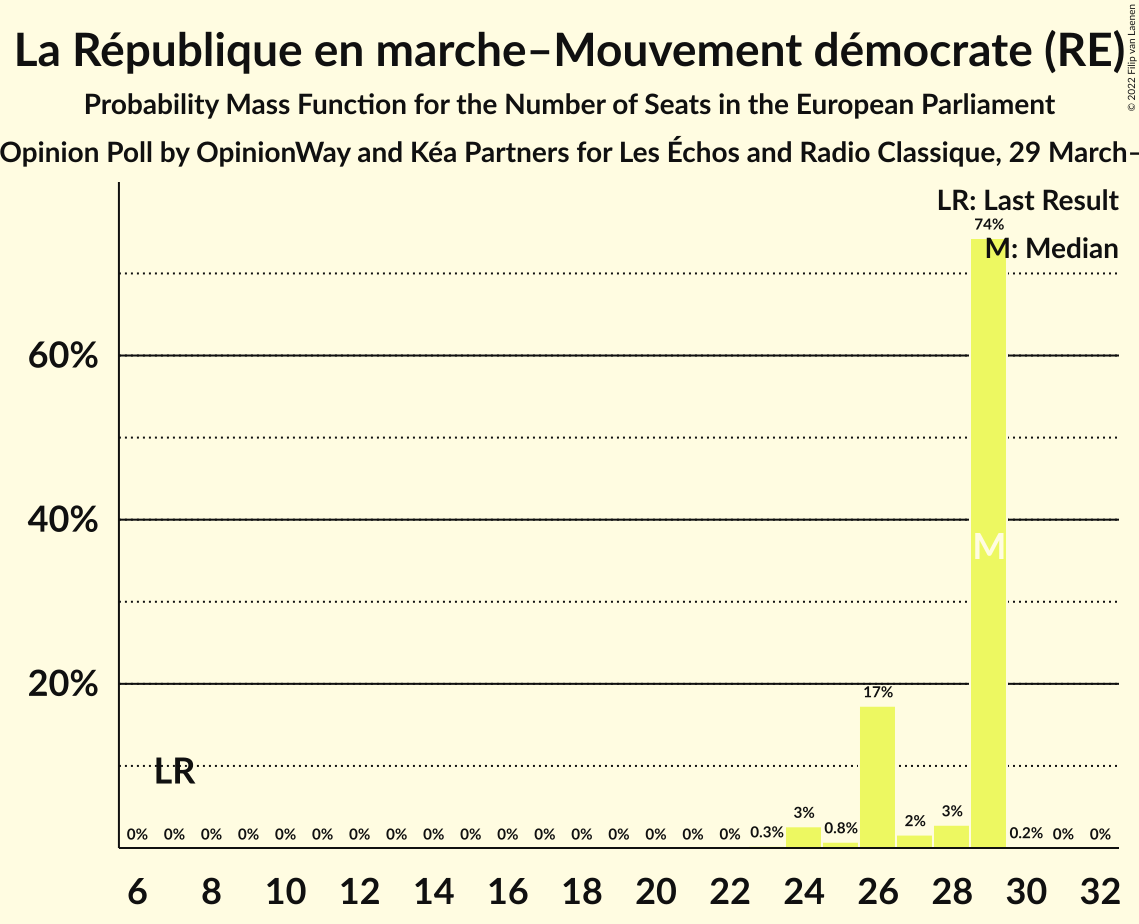 La République en marche–Mouvement démocrate (RE)
© 2022 Filip van Laenen
Probability Mass Function for the Number of Seats in the European Parliament
Opinion Poll by OpinionWay and Kéa Partners for Les Échos and Radio Classique, 29 March–
LR: Last Result
74%
M: Median
60%
40%
M
20%
17%
LR
0% 0% 0% 0% 0% 0% 0% 0% 0% 0% 0% 0% 0% 0% 0% 0% 0% 0.3% 3% 0.8% 2% 3% 0.2% 0% 0%
6 8 10 12 14 16 18 20 22 24 26 28 30 32